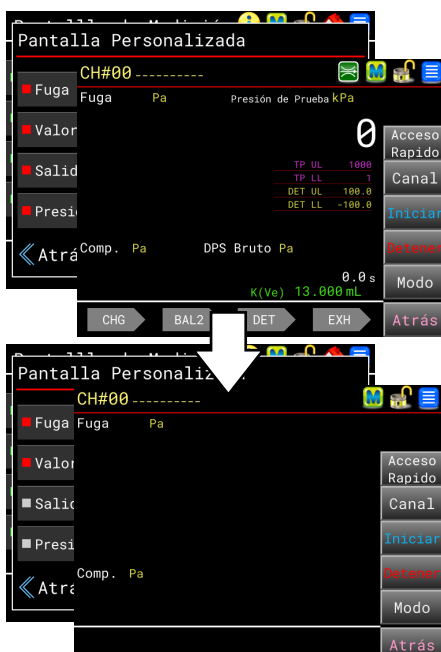 Pantalla Personalizada
CH#00 ----------
M
Fuga
Fuga Pa Presión de Prueba kPa
Valor
0
Acceso
Rapido
TP UL 1000
Salid
TP LL 1
Canal
DET UL 100.0
DET LL -100.0
Presi
Iniciar
Atrá
Comp. Pa DPS Bruto Pa
Detener
0.0 s
Modo
K(Ve) 13.000 mL
CHG BAL2 DET EXH
Atrás
CH#00 ----------
M
Fuga
Fuga Pa
Valor
Acceso
Rapido
Salid
Canal
Presi
Iniciar
Comp. Pa
Detener
Atrá
Modo
Atrás